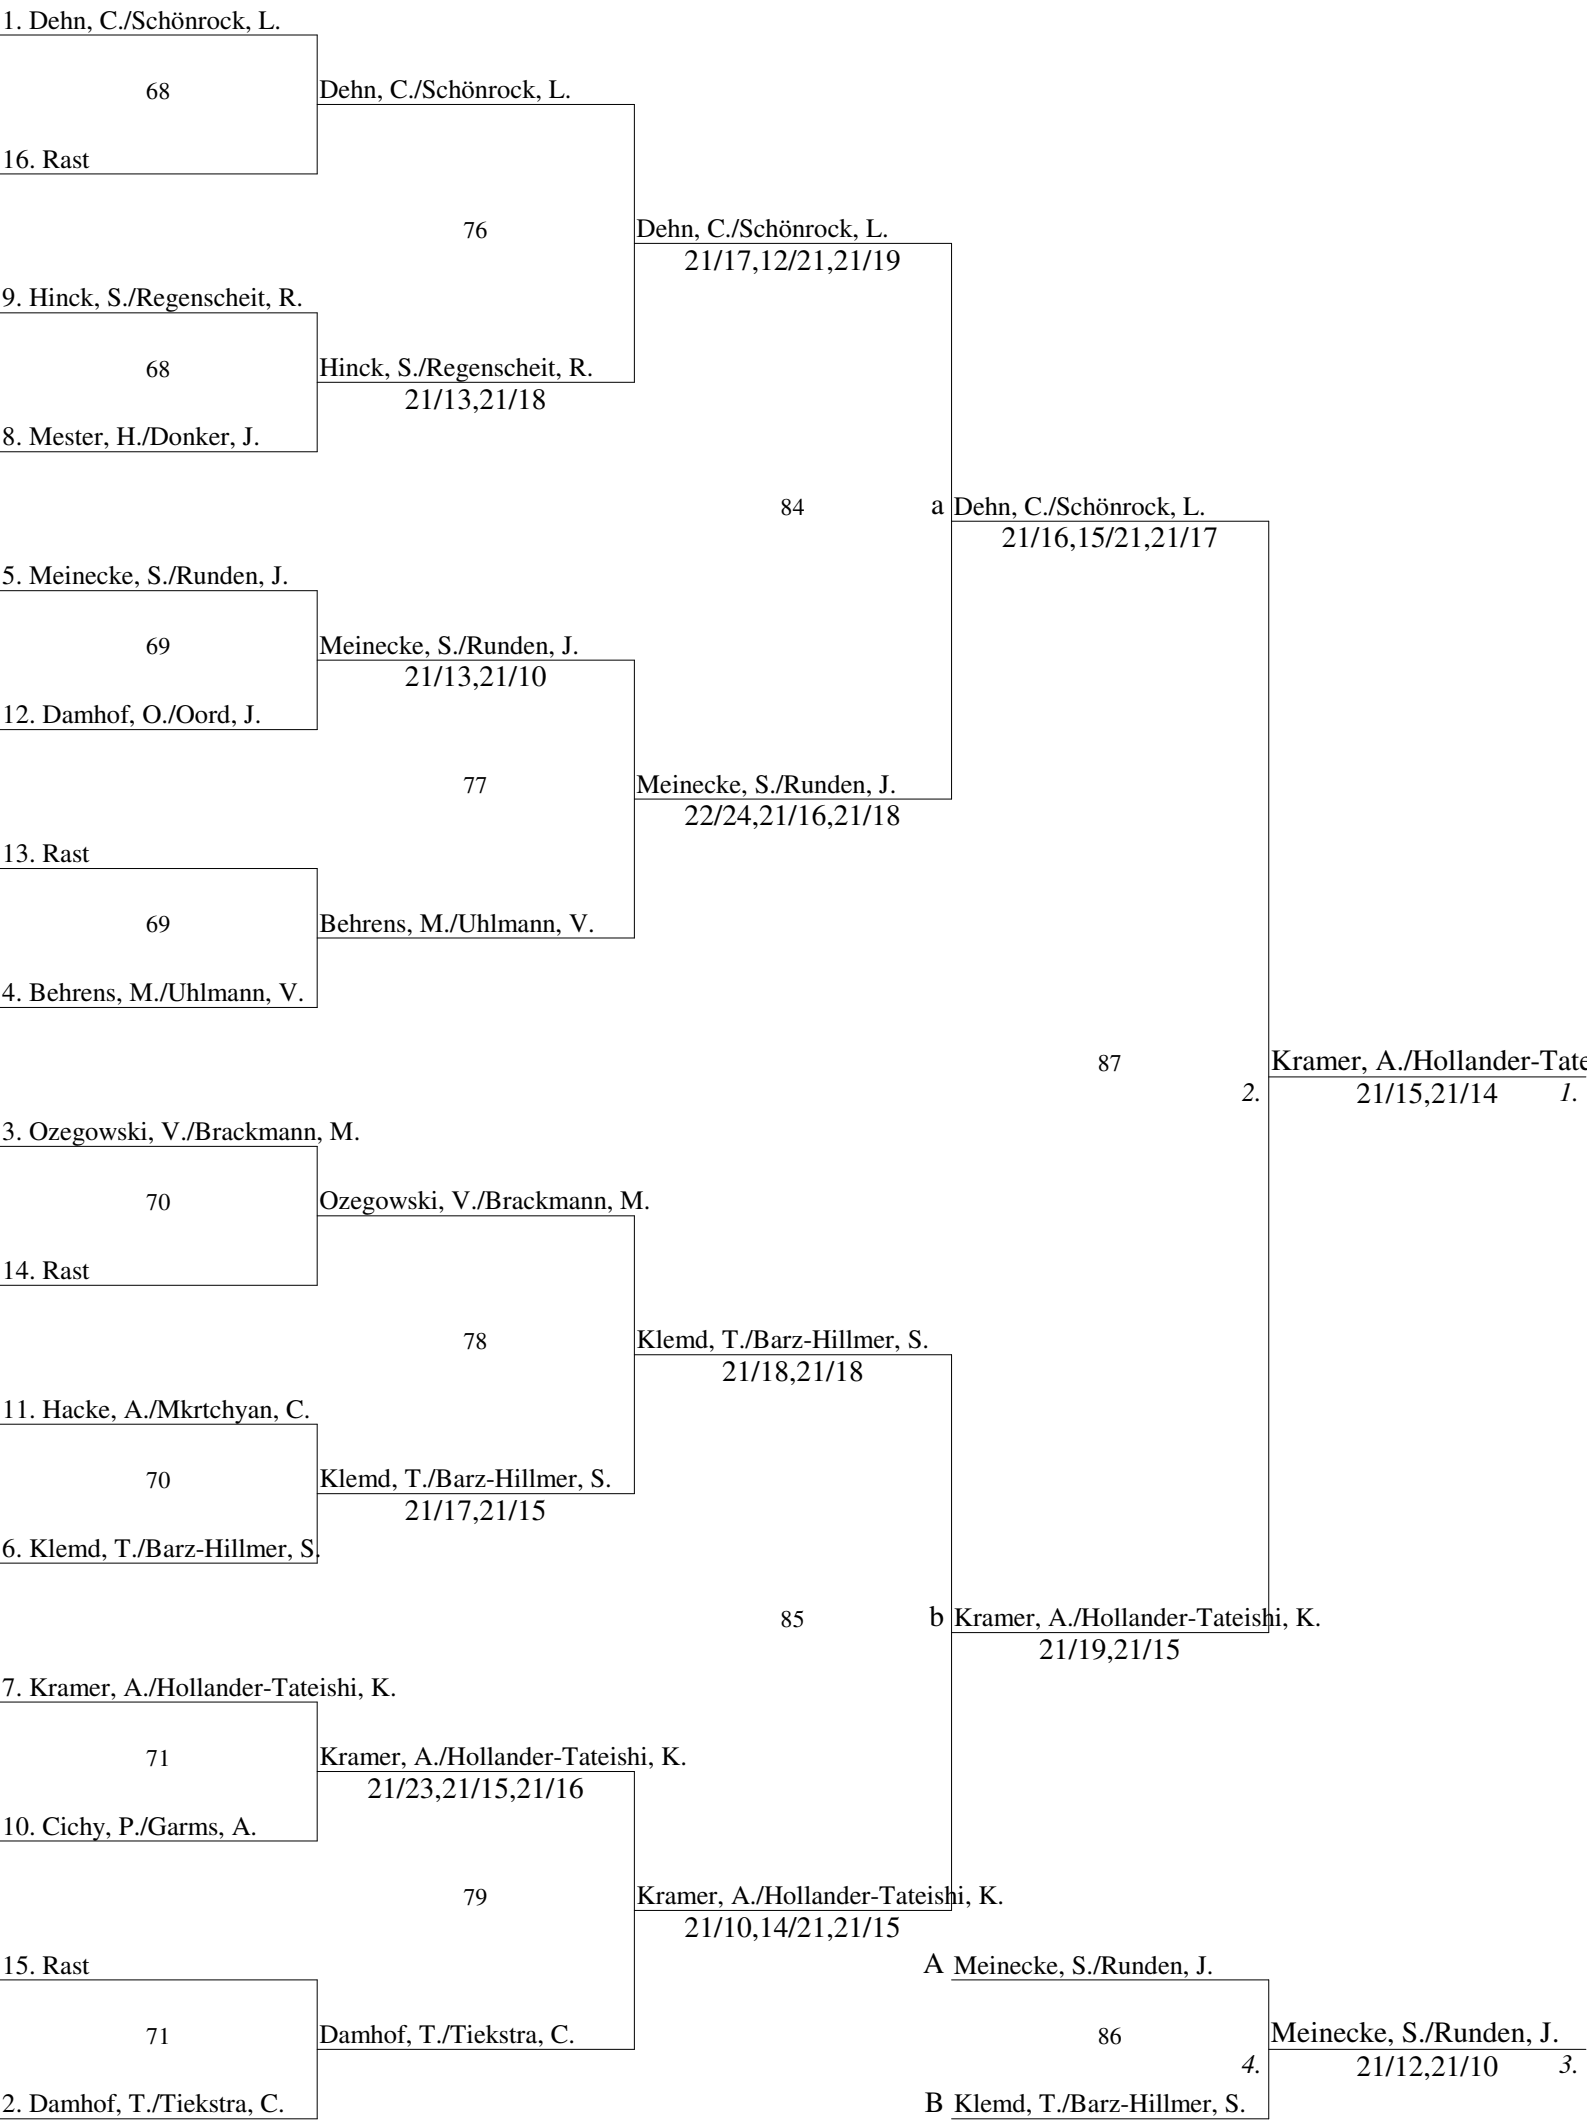 1. Dehn, C./Schönrock, L.
68
Dehn, C./Schönrock, L.
16. Rast
76
Dehn, C./Schönrock, L.
21/17,12/21,21/19
9. Hinck, S./Regenscheit, R.
68
Hinck, S./Regenscheit, R.
21/13,21/18
8. Mester, H./Donker, J.
84
a Dehn, C./Schönrock, L.
21/16,15/21,21/17
5. Meinecke, S./Runden, J.
69
Meinecke, S./Runden, J.
21/13,21/10
12. Damhof, O./Oord, J.
77
Meinecke, S./Runden, J.
22/24,21/16,21/18
13. Rast
69
Behrens, M./Uhlmann, V.
4. Behrens, M./Uhlmann, V.
87
Kramer, A./Hollander-Tate
2.
21/15,21/14
1.
3. Ozegowski, V./Brackmann, M.
70
Ozegowski, V./Brackmann, M.
14. Rast
78
Klemd, T./Barz-Hillmer, S.
21/18,21/18
11. Hacke, A./Mkrtchyan, C.
70
Klemd, T./Barz-Hillmer, S.
21/17,21/15
6. Klemd, T./Barz-Hillmer, S.
85
b Kramer, A./Hollander-Tateishi, K.
21/19,21/15
7. Kramer, A./Hollander-Tateishi, K.
71
Kramer, A./Hollander-Tateishi, K.
21/23,21/15,21/16
10. Cichy, P./Garms, A.
79
Kramer, A./Hollander-Tateishi, K.
21/10,14/21,21/15
15. Rast
A Meinecke, S./Runden, J.
71
Damhof, T./Tiekstra, C.
86
Meinecke, S./Runden, J.
4.
21/12,21/10
3.
2. Damhof, T./Tiekstra, C.
B Klemd, T./Barz-Hillmer, S.